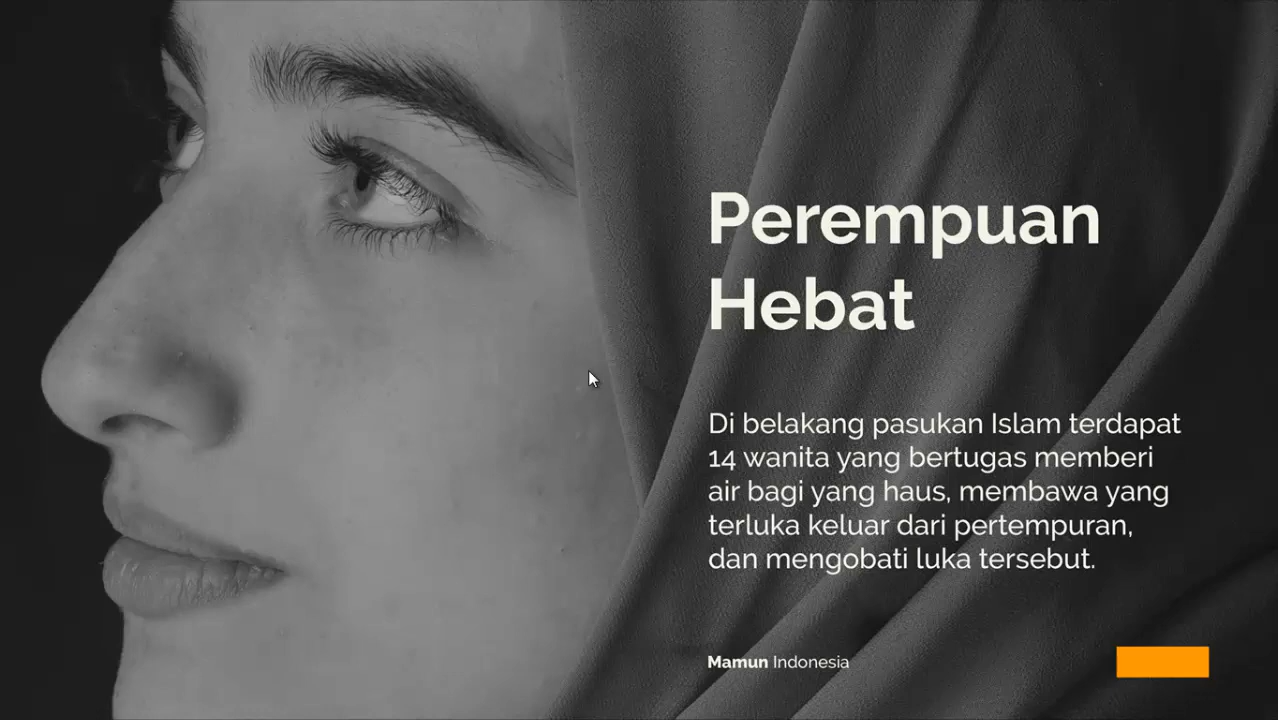 Perempuan
Hebat
Di belakang pasukan Islam terdapat
14 wanita yang bertugas memberi
air bagi yang haus, membawa yang
terluka keluar dari pertempuran,
dan mengobati luka tersebut.
Mamun Indonesia